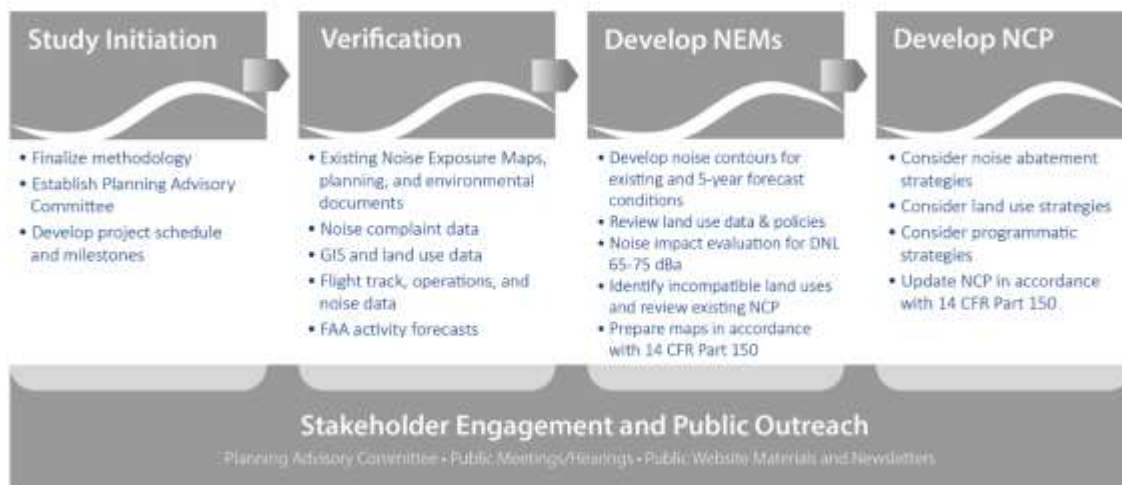 Study Initiation
• Finalize methodology
• Establish Planning Advisory
Committee
• Develop project schedule
and milestones
Verification
• Existing Noise Exposure Maps,
planning, and environmental
documents
• Noise complaint data
• GIS and land use data
• Flight track, operations, and
noise data
• FAA activity forecasts
Develop NEMs
• Develop noise contours for
existing and 5-year forecast
conditions
• Review land use data & policies
• Noise impact evaluation for DNL
65-75 dBa
• Identify incompatible land uses
and review existing NCP
• Prepare maps in accordance
with 14 CFR Part 150
Develop NCP
• Consider noise abatement
strategies
• Consider land use strategies
• Consider programmatic
strategies
• Update NCP in accordance
with 14 CFR Part 150
Stakeholder Engagement and Public Outreach
Planning Advisory Committee • Public Meetings/Hearings • Public Website Materials and Newsletters